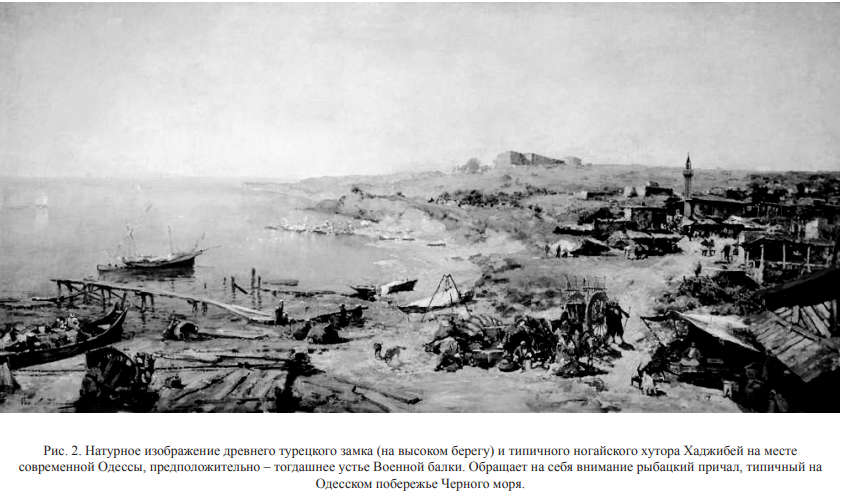 Рис. 2. Натурное изображение древнего турецкого замка (на высоком берегу) и типичного ногайского хутора Хаджибей на месте
современной Одессы, предположительно – тогдашнее устье Военной балки. Обращает на себя внимание рыбацкий причал, типичный на
Одесском побережье Черного моря.